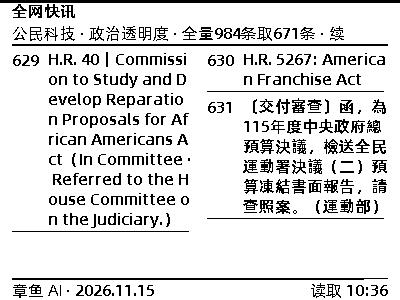 全网快讯
公民科技 · 政治透明度 · 全量984条取671条 · 续
629 H.R. 40 | Commissi
on to Study and D
evelop Reparatio
n Proposals for Af
rican Americans A
ct（In Committee ·
Referred to the H
ouse Committee o
n the Judiciary.）
630 H.R. 5267: America
n Franchise Act
631 〔交付審查〕函，為
115年度中央政府總
預算決議，檢送全民
運動署決議（二）預
算凍結書面報告，請
查照案。（運動部）
章鱼 AI · 2026.11.15
读取 10:36